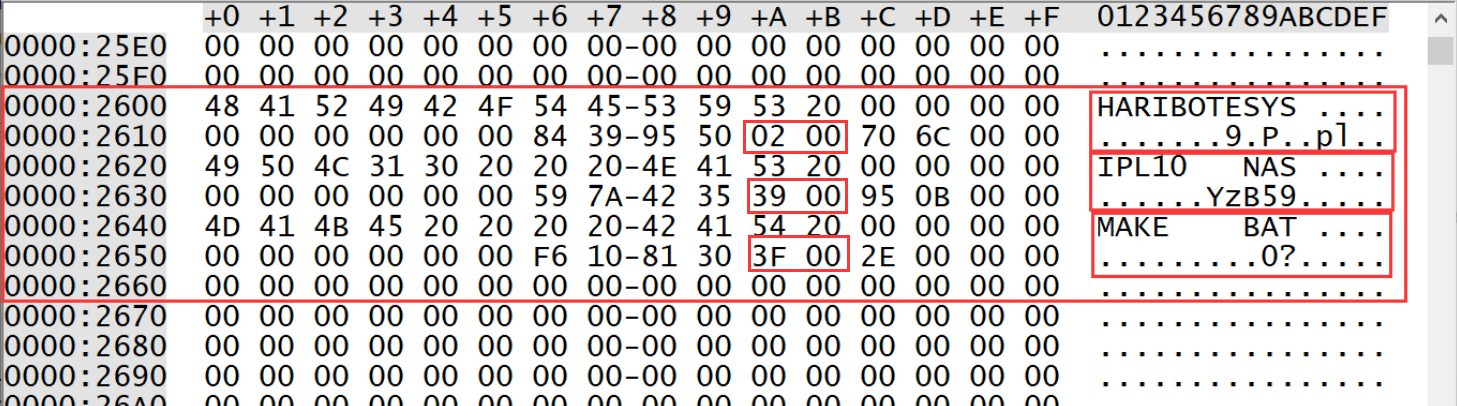 +0 +1 +2 +3 +4 +5 +6 +7 +8 +9 +A +B +C +D +E +F 0123456789ABCDEF
0000:25E0 00 00 00 00 00 00 00 00-00 00 00 00 00 00 00 00 ................
0000:25F0 00 00 00 00 00 00 00 00-00 00 00 00 00 00 00 00 ................
0000:2600 48 41 52 49 42 4F 54 45-53 59 53 20 00 00 00 00 HARIBOTESYS ....
0000:2610 00 00 00 00 00 00 84 39-95 50 02 00 70 6C 00 00 .......9.P..pl..
0000:2620 49 50 4C 31 30 20 20 20-4E 41 53 20 00 00 00 00 IPL10   NAS ....
0000:2630 00 00 00 00 00 00 59 7A-42 35 39 00 95 0B 00 00 ......YzB59.....
0000:2640 4D 41 4B 45 20 20 20 20-42 41 54 20 00 00 00 00 MAKE    BAT ....
0000:2650 00 00 00 00 00 00 F6 10-81 30 3F 00 2E 00 00 00 .........0?.....
0000:2660 00 00 00 00 00 00 00 00-00 00 00 00 00 00 00 00 ................
0000:2670 00 00 00 00 00 00 00 00-00 00 00 00 00 00 00 00 ................
0000:2680 00 00 00 00 00 00 00 00-00 00 00 00 00 00 00 00 ................
0000:2690 00 00 00 00 00 00 00 00-00 00 00 00 00 00 00 00 ................
0000:26A0 00 00 00 00 00 00 00 00-00 00 00 00 00 00 00 00